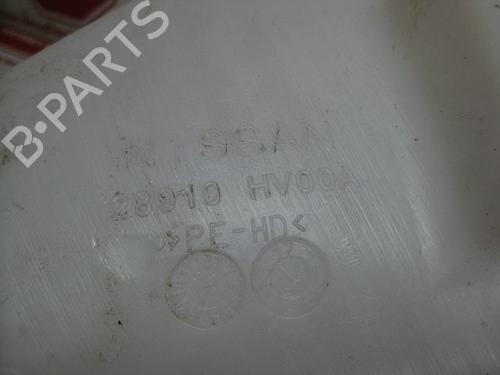 B-PARTS
NISSAN
28910 HV00A
>PE-HD<